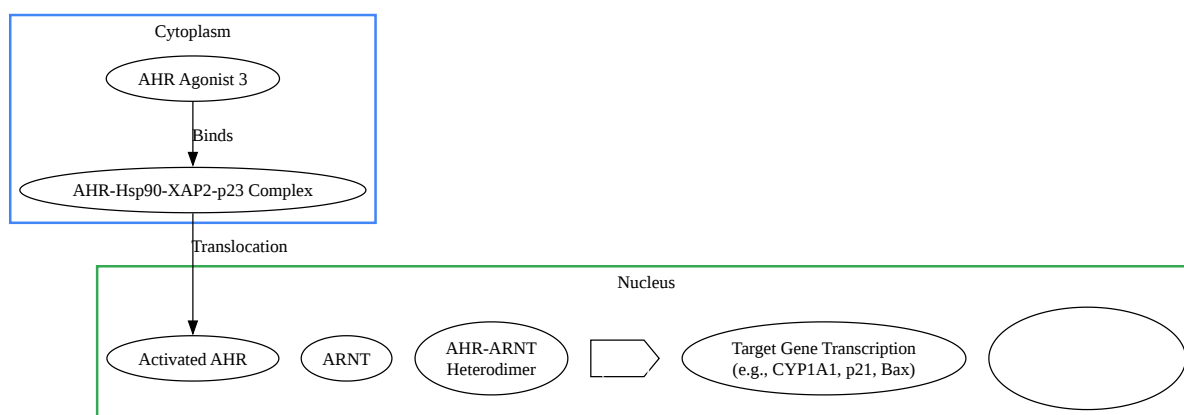 Cytoplasm
AHR Agonist 3
Binds
AHR-Hsp90-XAP2-p23 Complex
Translocation
Nucleus
Activated AHR
ARNT
AHR-ARNT
Heterodimer
Target Gene Transcription
(e.g., CYP1A1, p21, Bax)